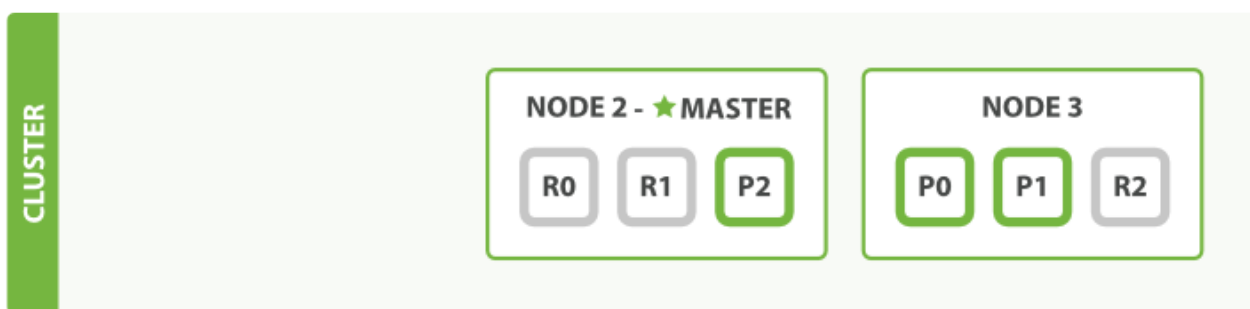 CLUSTER
NODE 2 - ★ MASTER
R0 R1 P2
NODE 3
P0 P1 R2